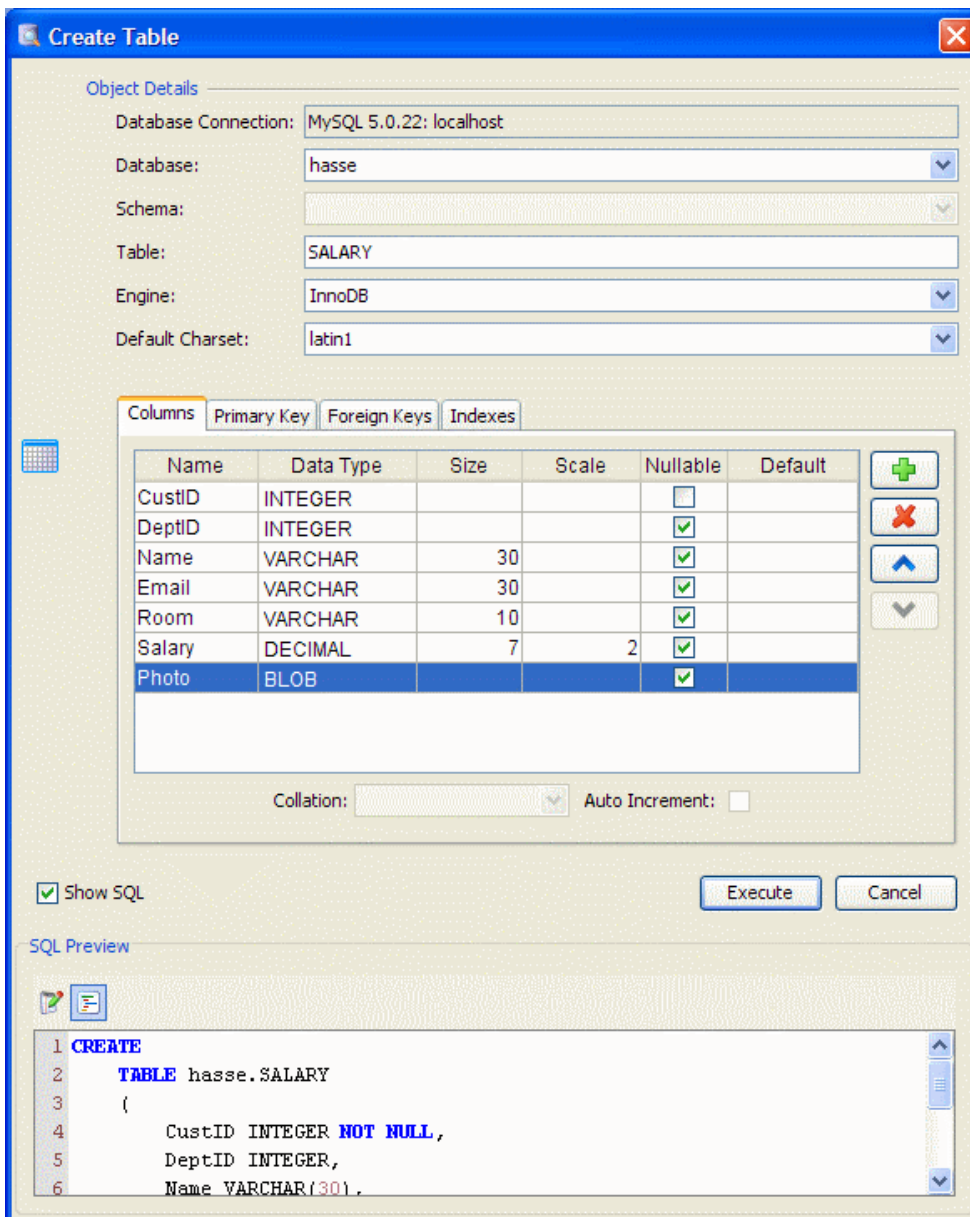 Create Table
Object Details
Database Connection: MySQL 5.0.22: localhost
Database: hasse
Schema:
Table: SALARY
Engine: InnoDB
Default Charset: latin1
Columns Primary Key Foreign Keys Indexes
Name Data Type Size Scale Nullable Default
CustID INTEGER
DeptID INTEGER
Name VARCHAR 30
Email VARCHAR 30
Room VARCHAR 10
Salary DECIMAL 7 2
Photo BLOB
Collation: Auto Increment:
Show SQL Execute Cancel
SQL Preview
1 CREATE
2 TABLE hasse.SALARY
3 (
4 CustID INTEGER NOT NULL,
5 DeptID INTEGER,
6 Name VARCHAR(30),